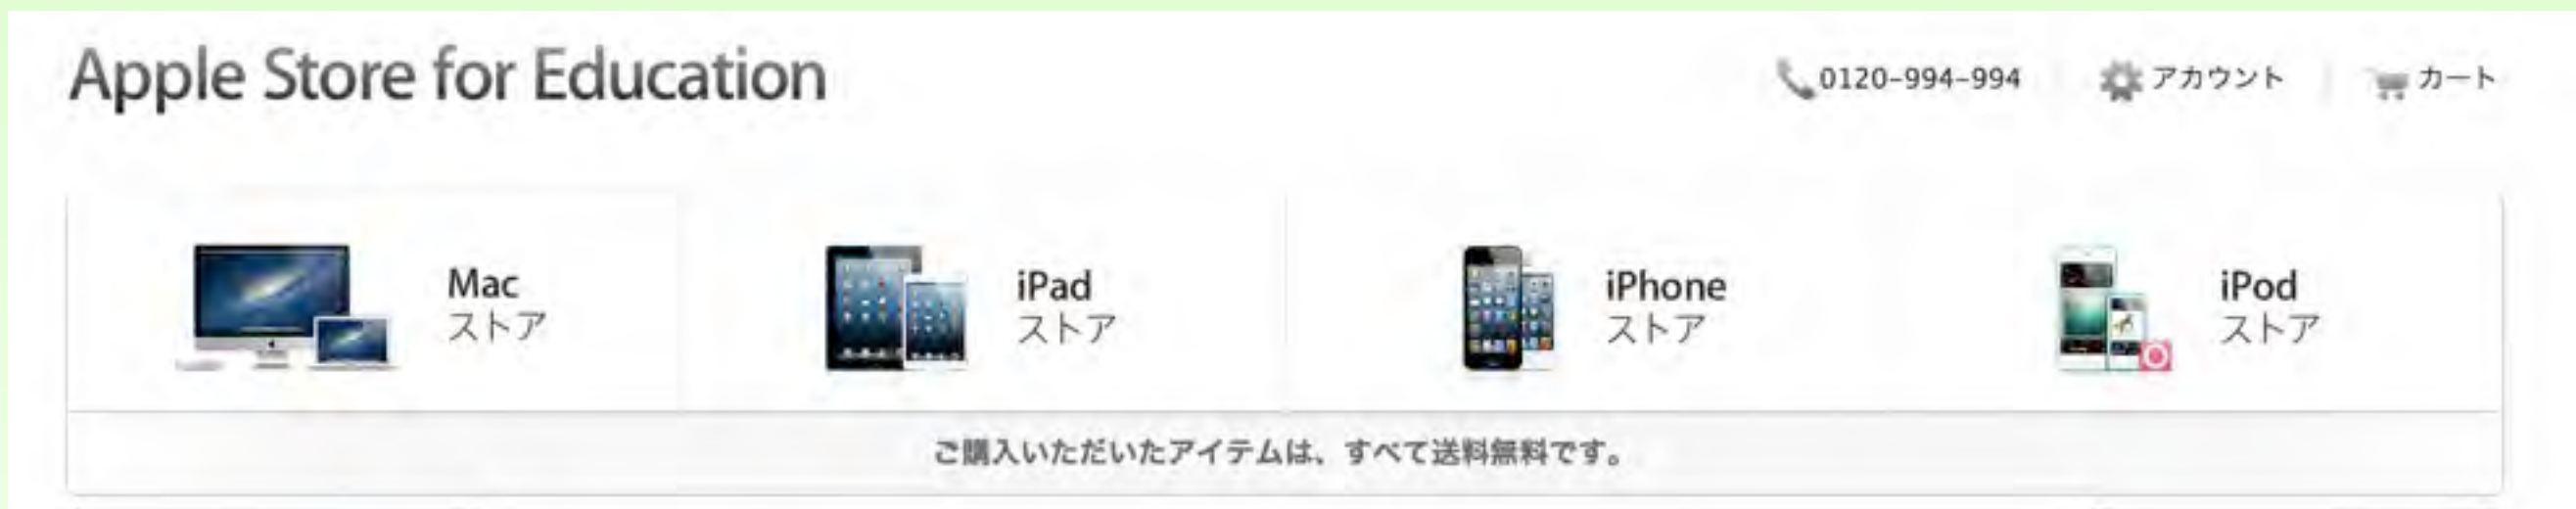 Apple Store for Education
0120-994-994
アカウント
カート
Mac
ストア
iPad
ストア
iPhone
ストア
iPod
ストア
ご購入いただいたアイテムは、すべて送料無料です。